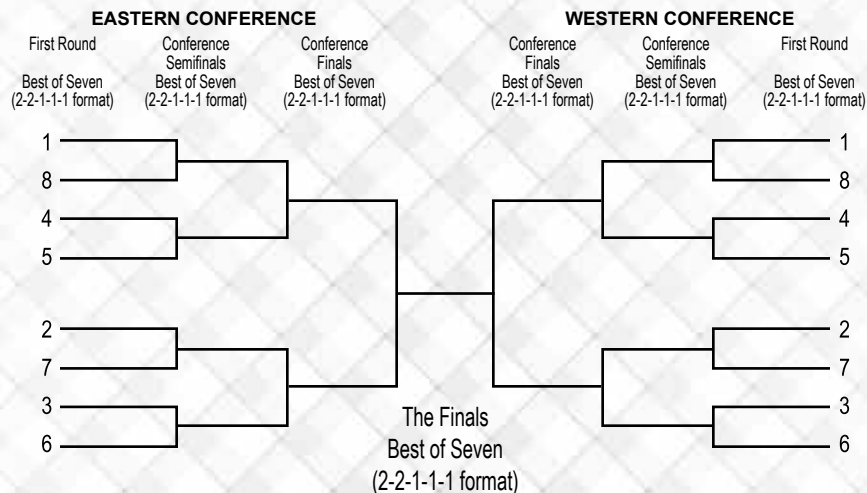 EASTERN CONFERENCE
First Round
Best of Seven
(2-2-1-1-1 format)
Conference
Semifinals
Best of Seven
(2-2-1-1-1 format)
Conference
Finals
Best of Seven
(2-2-1-1-1 format)
1
8
4
5
2
7
3
6
WESTERN CONFERENCE
Conference
Finals
Best of Seven
(2-2-1-1-1 format)
Conference
Semifinals
Best of Seven
(2-2-1-1-1 format)
First Round
Best of Seven
(2-2-1-1-1 format)
1
8
4
5
2
7
3
6
The Finals
Best of Seven
(2-2-1-1-1 format)